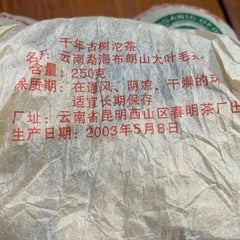 ANIC CFC
千年古树沱茶
名: 云南勐海布朗山大叶毛
含量: 250克
保质期: 在通风、阴凉、干燥的
适宜长期保存
厂址: 云南省昆明西山区春明茶厂出
生产日期: 2003年5月8日